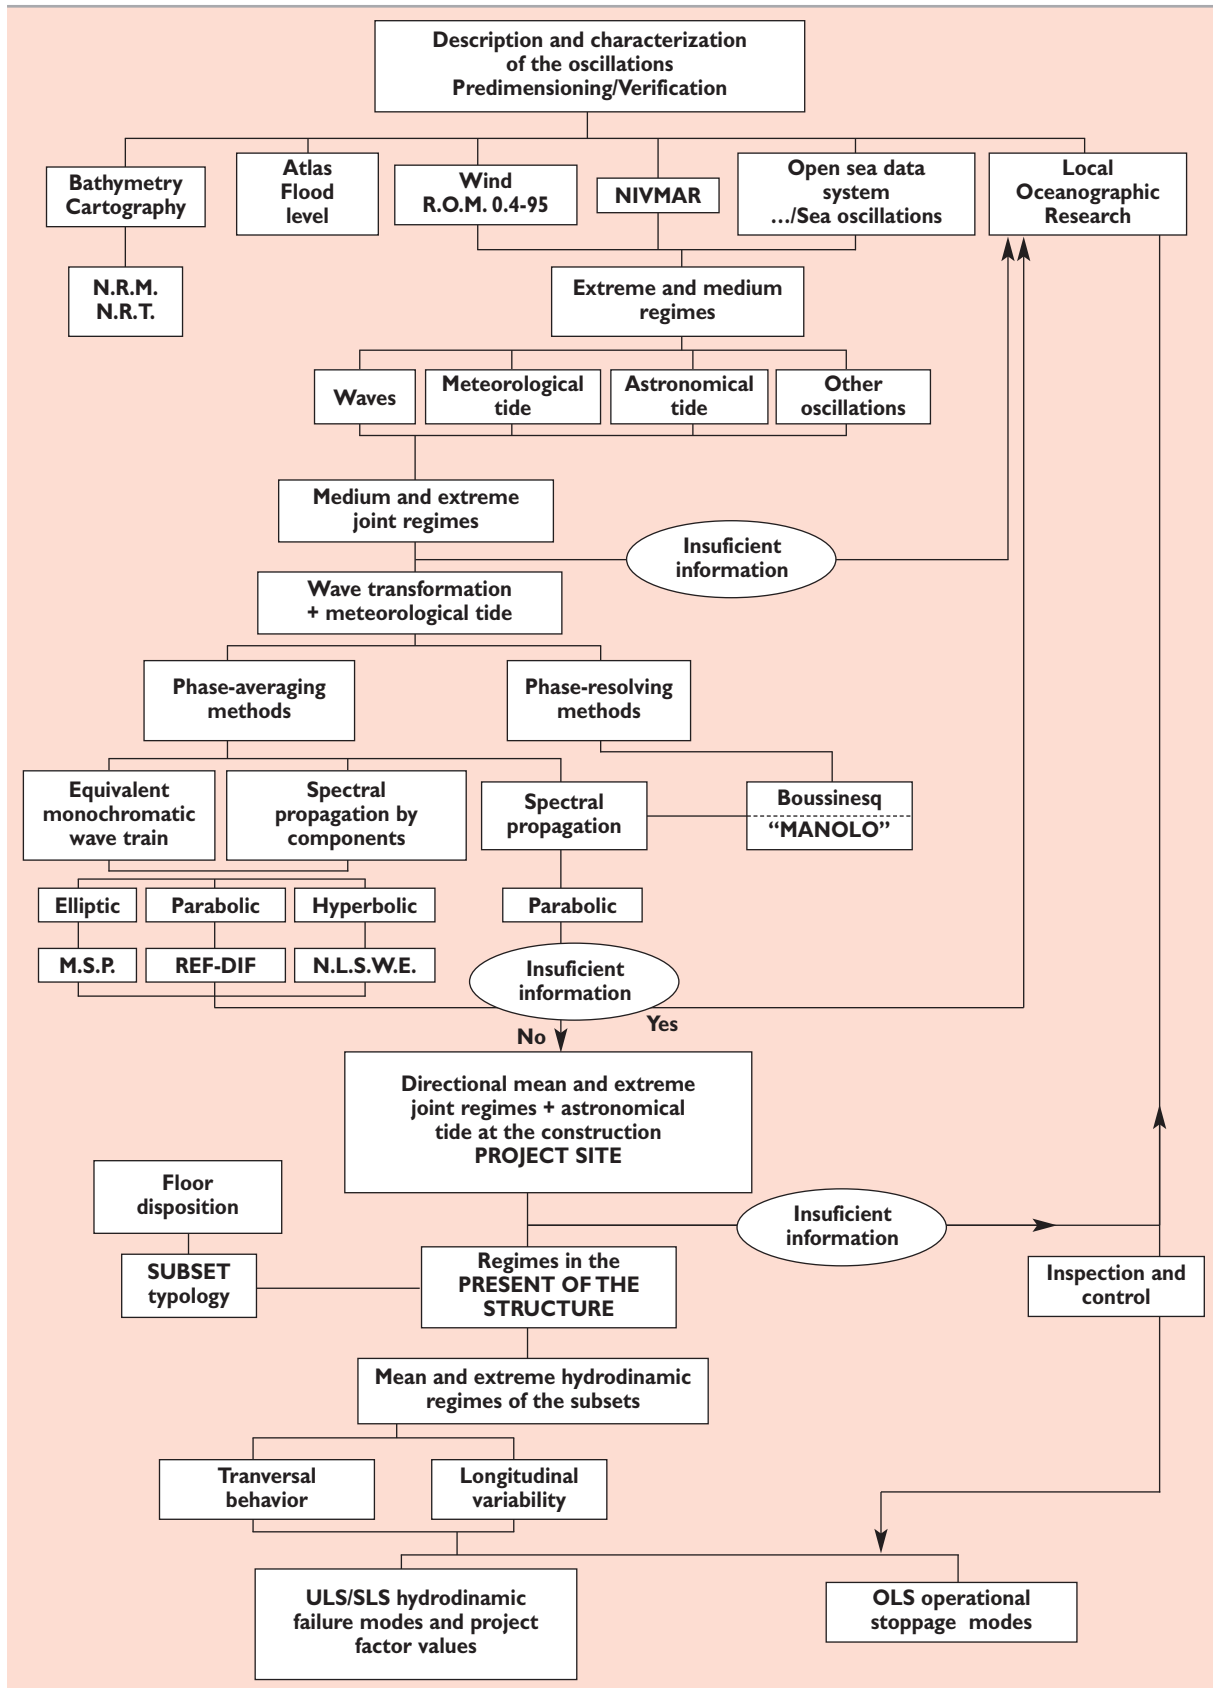 Description and characterization
of the oscillations
Predimensioning/Verification
Bathymetry
Cartography
Atlas
Flood
level
Wind
R.O.M. 0.4-95
NIVMAR
Open sea data
system
.../Sea oscillations
Local
Oceanographic
Research
N.R.M.
N.R.T.
Extreme and medium
regimes
Waves
Meteorological
tide
Astronomical
tide
Other
oscillations
Medium and extreme
joint regimes
Insuficient
information
Wave transformation
+ meteorological tide
Phase-averaging
methods
Phase-resolving
methods
Equivalent
monochromatic
wave train
Spectral
propagation by
components
Spectral
propagation
Boussinesq
“MANOLO”
Elliptic
Parabolic
Hyperbolic
Parabolic
M.S.P.
REF-DIF
N.L.S.W.E.
Insuficient
information
No
Yes
Directional mean and extreme
joint regimes + astronomical
tide at the construction
PROJECT SITE
Floor
disposition
Insuficient
information
SUBSET
typology
Regimes in the
PRESENT OF THE
STRUCTURE
Inspection and
control
Mean and extreme hydrodinamic
regimes of the subsets
Tranversal
behavior
Longitudinal
variability
ULS/SLS hydrodinamic
failure modes and project
factor values
OLS operational
stoppage modes